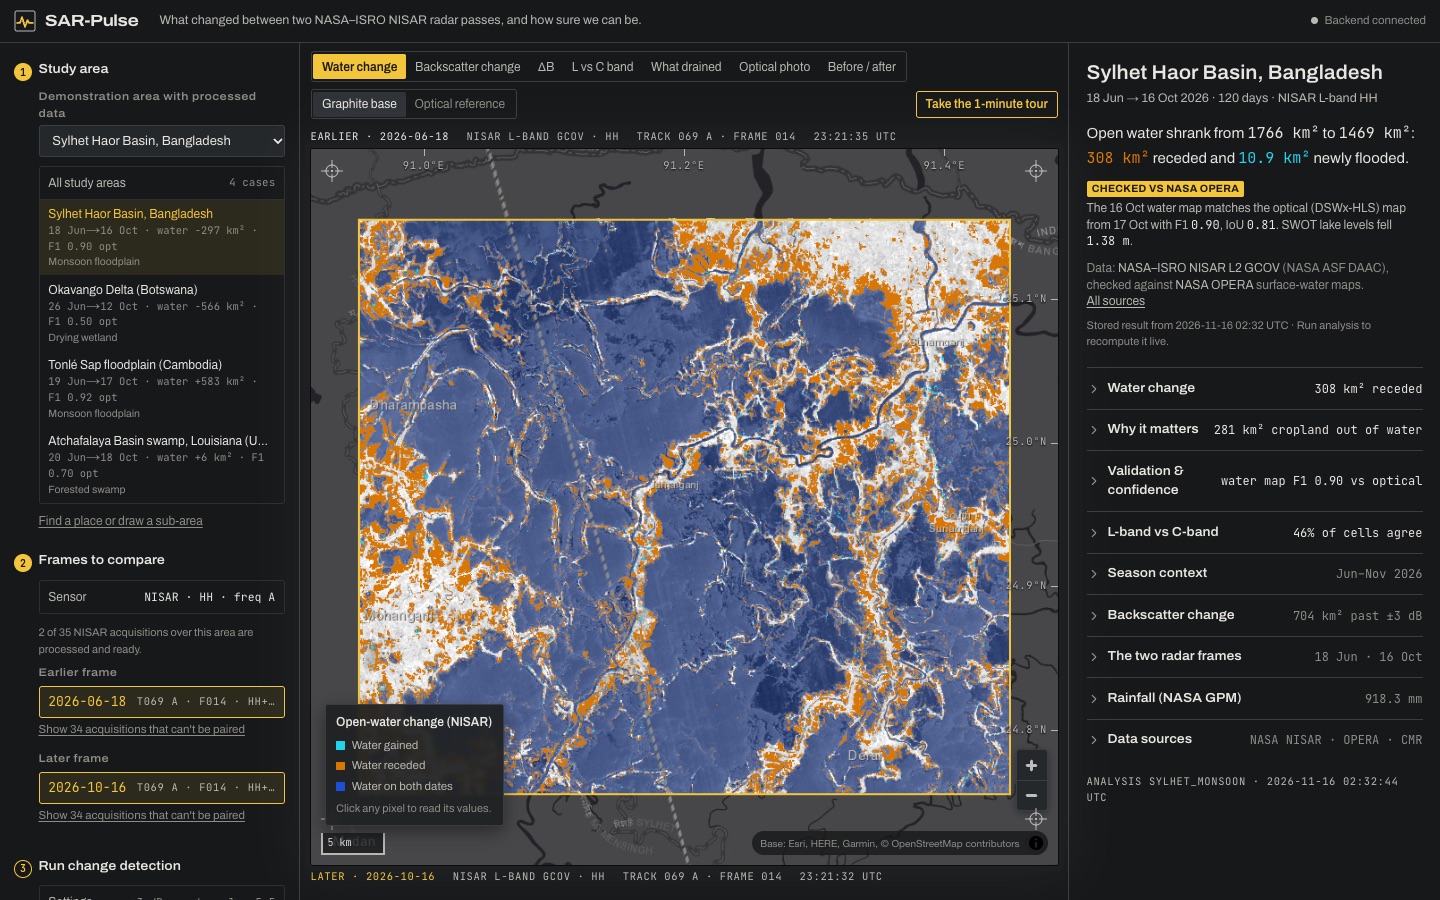 SAR-Pulse
What changed between two NASA–ISRO NISAR radar passes, and how sure we can be.
Backend connected
1 Study area
Demonstration area with processed
data
Sylhet Haor Basin, Bangladesh
All study areas 4 cases
Sylhet Haor Basin, Bangladesh
18 Jun→16 Oct · water -297 km² ·
F1 0.90 opt
Monsoon floodplain
Okavango Delta (Botswana)
26 Jun→12 Oct · water -566 km² ·
F1 0.50 opt
Drying wetland
Tonlé Sap floodplain (Cambodia)
19 Jun→17 Oct · water +583 km² ·
F1 0.92 opt
Monsoon floodplain
Atchafalaya Basin swamp, Louisiana (U...
20 Jun→18 Oct · water +6 km² · F1
0.70 opt
Forested swamp
Find a place or draw a sub-area
2 Frames to compare
Sensor NISAR · HH · freq A
2 of 35 NISAR acquisitions over this area are
processed and ready.
Earlier frame
2026-06-18 T069 A · F014 · HH+…
Show 34 acquisitions that can't be paired
Later frame
2026-10-16 T069 A · F014 · HH+…
Show 34 acquisitions that can't be paired
3 Run change detection
Water change Backscatter change ΔB L vs C band What drained Optical photo Before / after
Graphite base Optical reference
Take the 1-minute tour
EARLIER · 2026-06-18 NISAR L-BAND GCOV · HH TRACK 069 A · FRAME 014 23:21:35 UTC
91.0°E 91.2°E 91.4°E
IND
BANG
25.1°N
Sunamganj
Dharampasha
25.0°N
Jamalganj
Sunamganj
24.9°N
Mohanganj
24.8°N
Derai
Open-water change (NISAR)
Water gained
Water receded
Water on both dates
Click any pixel to read its values.
+
−
SYLHET
5 km
Base: Esri, HERE, Garmin, © OpenStreetMap contributors
LATER · 2026-10-16 NISAR L-BAND GCOV · HH TRACK 069 A · FRAME 014 23:21:32 UTC
Sylhet Haor Basin, Bangladesh
18 Jun → 16 Oct 2026 · 120 days · NISAR L-band HH
Open water shrank from 1766 km² to 1469 km²:
308 km² receded and 10.9 km² newly flooded.
CHECKED VS NASA OPERA
The 16 Oct water map matches the optical (DSWx-HLS) map
from 17 Oct with F1 0.90, IoU 0.81. SWOT lake levels fell
1.38 m.
Data: NASA–ISRO NISAR L2 GCOV (NASA ASF DAAC),
checked against NASA OPERA surface-water maps.
All sources
Stored result from 2026-11-16 02:32 UTC · Run analysis to
recompute it live.
Water change 308 km² receded
Why it matters 281 km² cropland out of water
Validation &
confidence water map F1 0.90 vs optical
L-band vs C-band 46% of cells agree
Season context Jun–Nov 2026
Backscatter change 704 km² past ±3 dB
The two radar frames 18 Jun · 16 Oct
Rainfall (NASA GPM) 918.3 mm
Data sources NASA NISAR · OPERA · CMR
ANALYSIS SYLHET_MONSOON · 2026-11-16 02:32:44
UTC